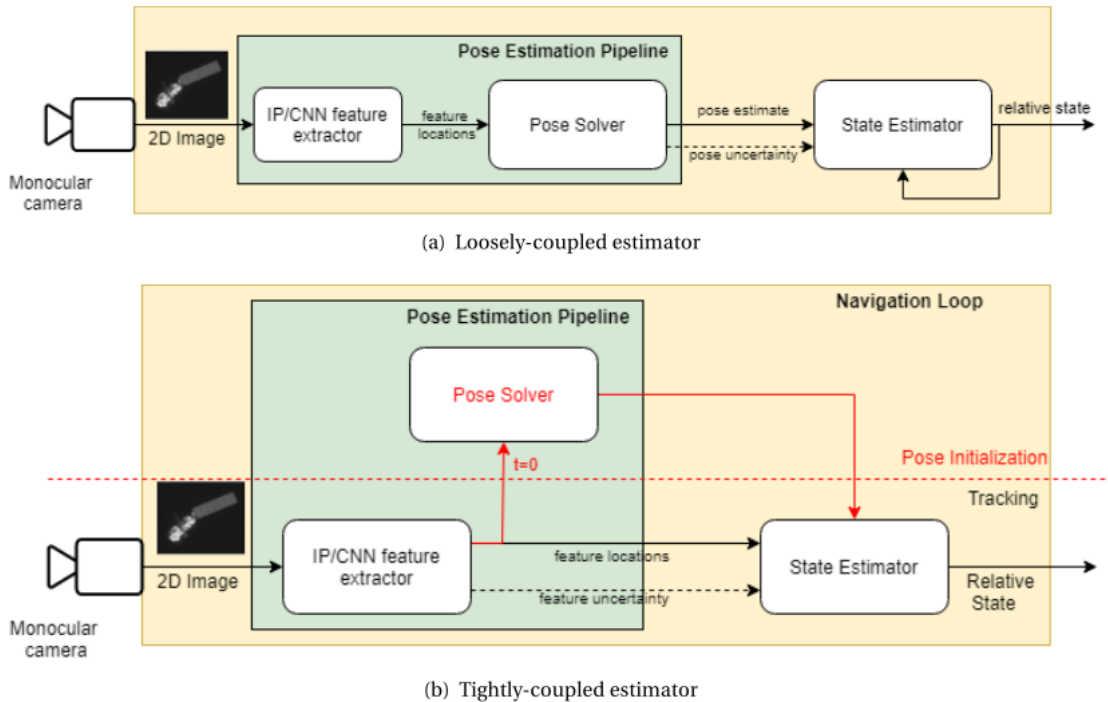 Pose Estimation Pipeline
IP/CNN feature
extractor
feature
locations
Pose Solver
pose estimate
pose uncertainty
State Estimator
relative state
2D Image
Monocular
camera
(a) Loosely-coupled estimator
Navigation Loop
Pose Estimation Pipeline
Pose Solver
t=0
Pose Initialization
Tracking
2D Image
IP/CNN feature
extractor
feature locations
feature uncertainty
State Estimator
Relative
State
Monocular
camera
(b) Tightly-coupled estimator